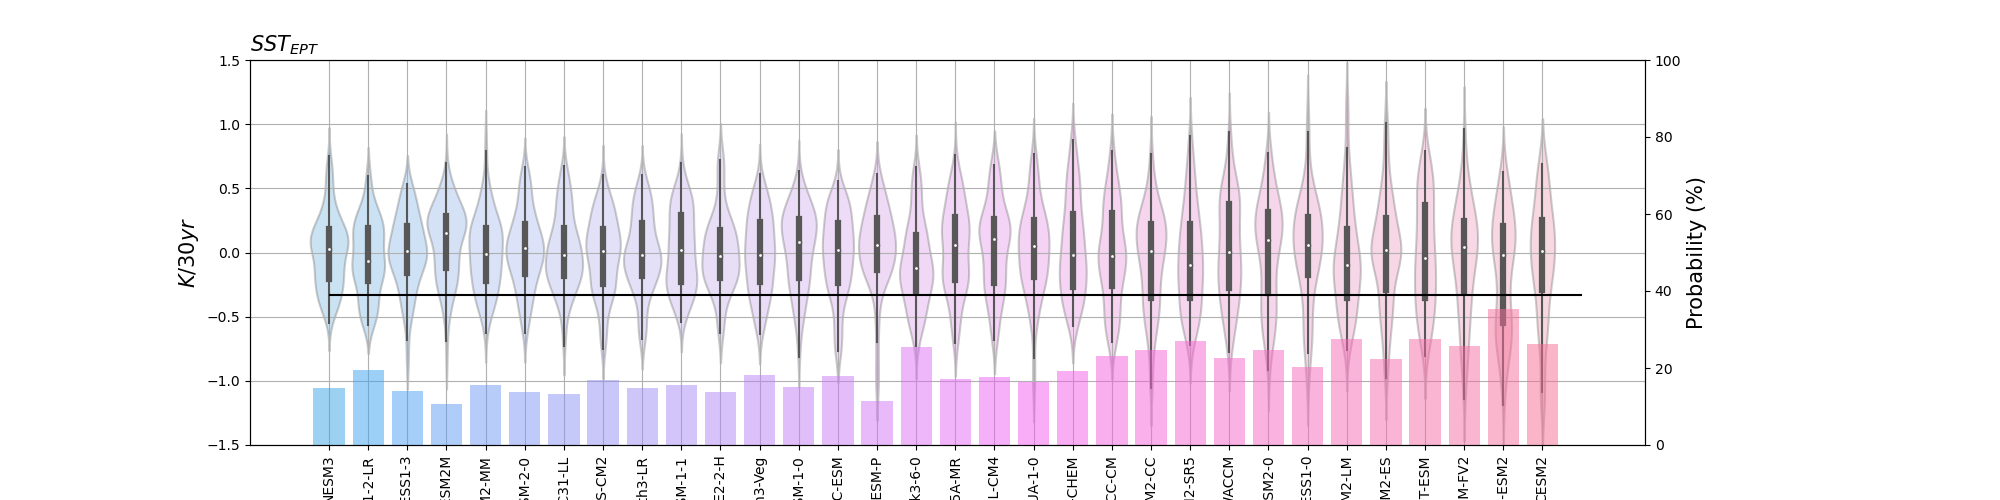 SST_EPT
1.5
1.0
0.5
0.0
−0.5
−1.0
−1.5
K/30yr
100
80
60
40
20
0
Probability (%)
NESM3
1-2-LR
ESS1-3
ESM2M
M2-MM
SM-2-0
C31-LL
S-CM2
th3-LR
SM-1-1
E2-2-H
h3-Veg
SM-1-0
C-ESM
ESM-P
k3-6-0
5A-MR
L-CM4
UA-1-0
-CHEM
CC-CM
M2-CC
I2-SR5
VACCM
SM2-0
ESS1-0
M2-LM
M2-ES
T-ESM
M-FV2
-ESM2
CESM2